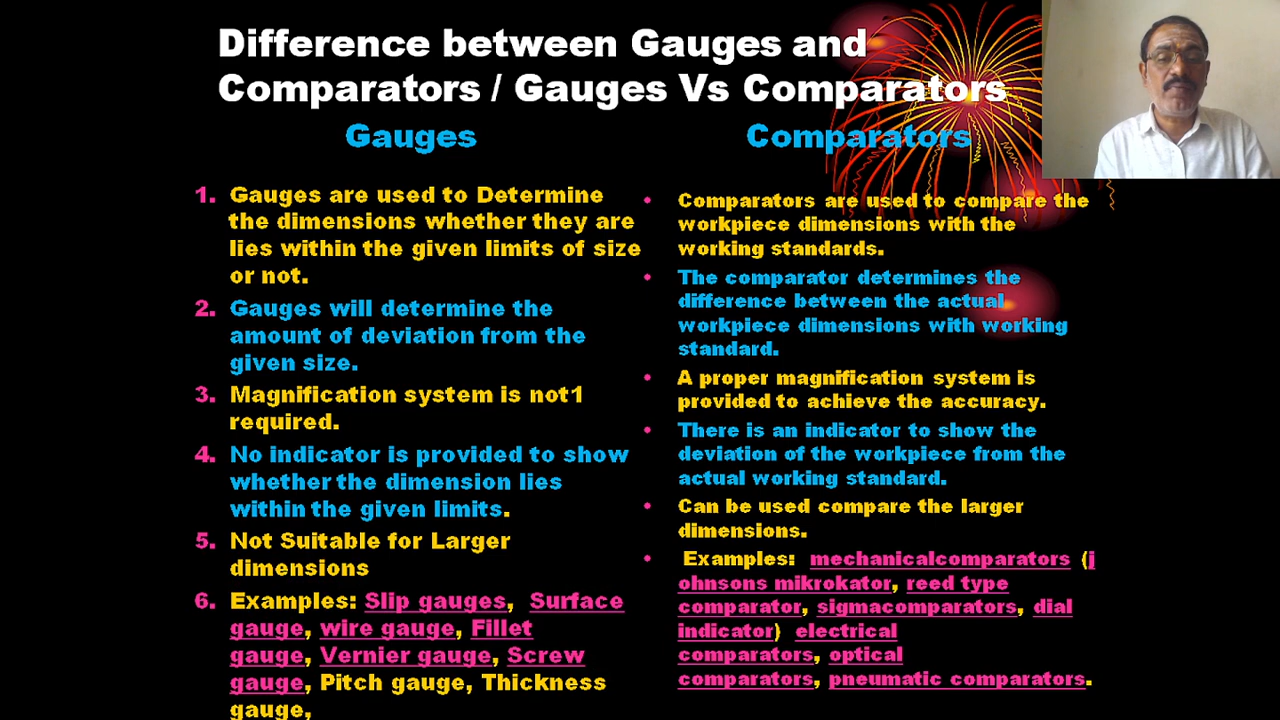 Difference between Gauges and
Comparators / Gauges Vs Comparators
Gauges
1. Gauges are used to Determine
the dimensions whether they are
lies within the given limits of size
or not.
2. Gauges will determine the
amount of deviation from the
given size.
3. Magnification system is not1
required.
4. No indicator is provided to show
whether the dimension lies
within the given limits.
5. Not Suitable for Larger
dimensions
6. Examples: Slip gauges, Surface
gauge, wire gauge, Fillet
gauge, Vernier gauge, Screw
gauge, Pitch gauge, Thickness
gauge,
Comparators
• Comparators are used to compare the
workpiece dimensions with the
working standards.
• The comparator determines the
difference between the actual
workpiece dimensions with working
standard.
• A proper magnification system is
provided to achieve the accuracy.
• There is an indicator to show the
deviation of the workpiece from the
actual working standard.
• Can be used compare the larger
dimensions.
• Examples: mechanicalcomparators (j
ohnsons mikrokator, reed type
comparator, sigmacomparators, dial
indicator) electrical
comparators, optical
comparators, pneumatic comparators.